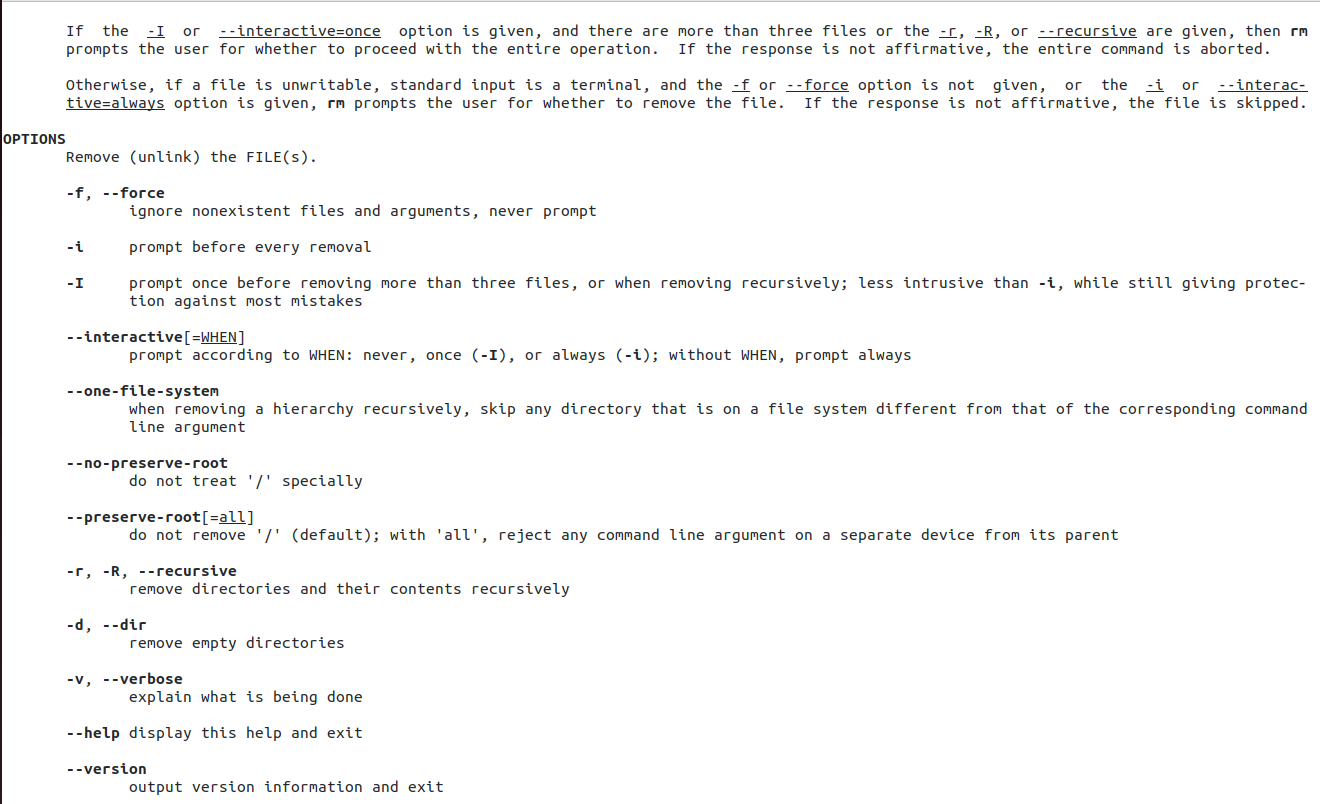 If the -I or --interactive=once option is given, and there are more than three files or the -r, -R, or --recursive are given, then rm
prompts the user for whether to proceed with the entire operation. If the response is not affirmative, the entire command is aborted.
Otherwise, if a file is unwritable, standard input is a terminal, and the -f or --force option is not given, or the -i or --interac-
tive=always option is given, rm prompts the user for whether to remove the file. If the response is not affirmative, the file is skipped.
OPTIONS
Remove (unlink) the FILE(s).
-f, --force
ignore nonexistent files and arguments, never prompt
-i prompt before every removal
-I prompt once before removing more than three files, or when removing recursively; less intrusive than -i, while still giving protec-
tion against most mistakes
--interactive[=WHEN]
prompt according to WHEN: never, once (-I), or always (-i); without WHEN, prompt always
--one-file-system
when removing a hierarchy recursively, skip any directory that is on a file system different from that of the corresponding command
line argument
--no-preserve-root
do not treat '/' specially
--preserve-root[=all]
do not remove '/' (default); with 'all', reject any command line argument on a separate device from its parent
-r, -R, --recursive
remove directories and their contents recursively
-d, --dir
remove empty directories
-v, --verbose
explain what is being done
--help display this help and exit
--version
output version information and exit